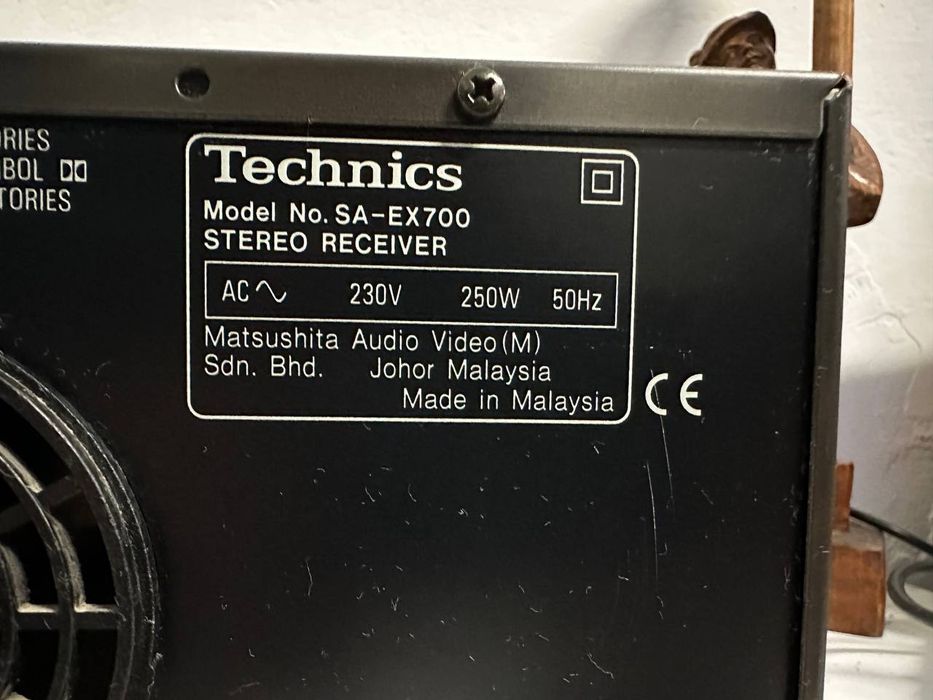 RIES
BOL
TORIES
Technics
Model No. SA-EX700
STEREO RECEIVER
AC 230V 250W 50Hz
Matsushita Audio Video (M)
Sdn. Bhd. Johor Malaysia
Made in Malaysia
CE